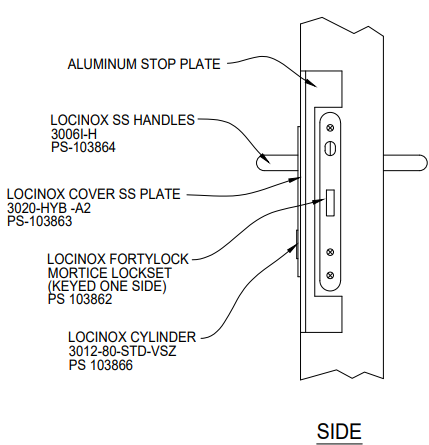 ALUMINUM STOP PLATE
LOCINOX SS HANDLES
3006I-H
PS-103864
LOCINOX COVER SS PLATE
3020-HYB -A2
PS-103863
LOCINOX FORTYLOCK
MORTICE LOCKSET
(KEYED ONE SIDE)
PS 103862
LOCINOX CYLINDER
3012-80-STD-VSZ
PS 103866
SIDE